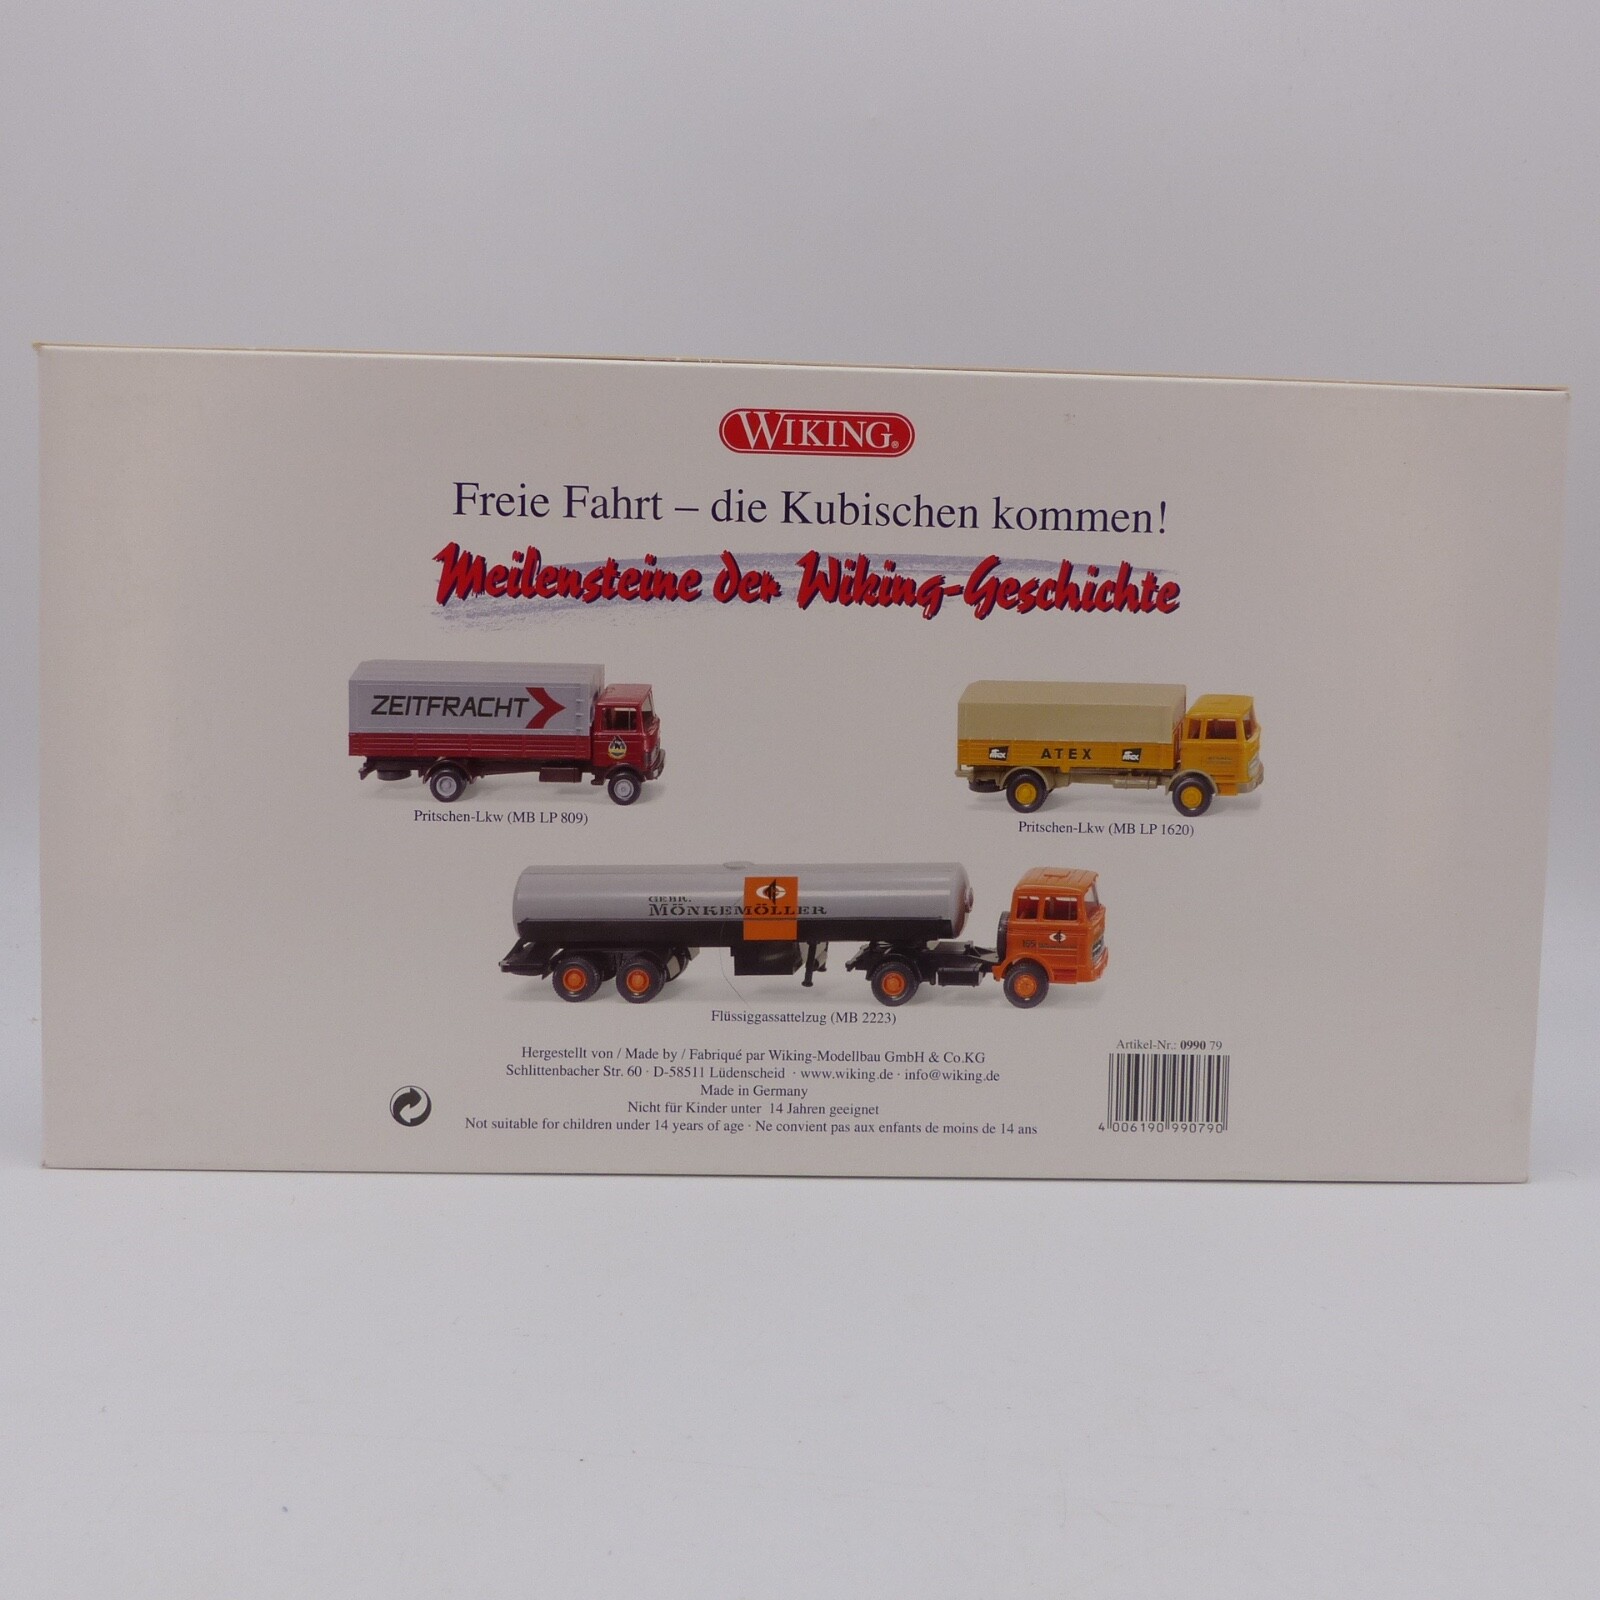 WIKING®
Freie Fahrt – die Kubischen kommen!
Meilensteine der Wiking-Geschichte
ZEITFRACHT
Pritschen-Lkw (MB LP 809)
ATEX ATEX ATEX
Pritschen-Lkw (MB LP 1620)
GEBR.
MÖNKEMÖLLER
Flüssiggassattelzug (MB 2223)
Hergestellt von / Made by / Fabriqué par Wiking-Modellbau GmbH & Co.KG
Schlittenbacher Str. 60 · D-58511 Lüdenscheid · www.wiking.de · info@wiking.de
Made in Germany
Nicht für Kinder unter 14 Jahren geeignet
Not suitable for children under 14 years of age · Ne convient pas aux enfants de moins de 14 ans
Artikel-Nr.: 0990 79
4 006190 990790